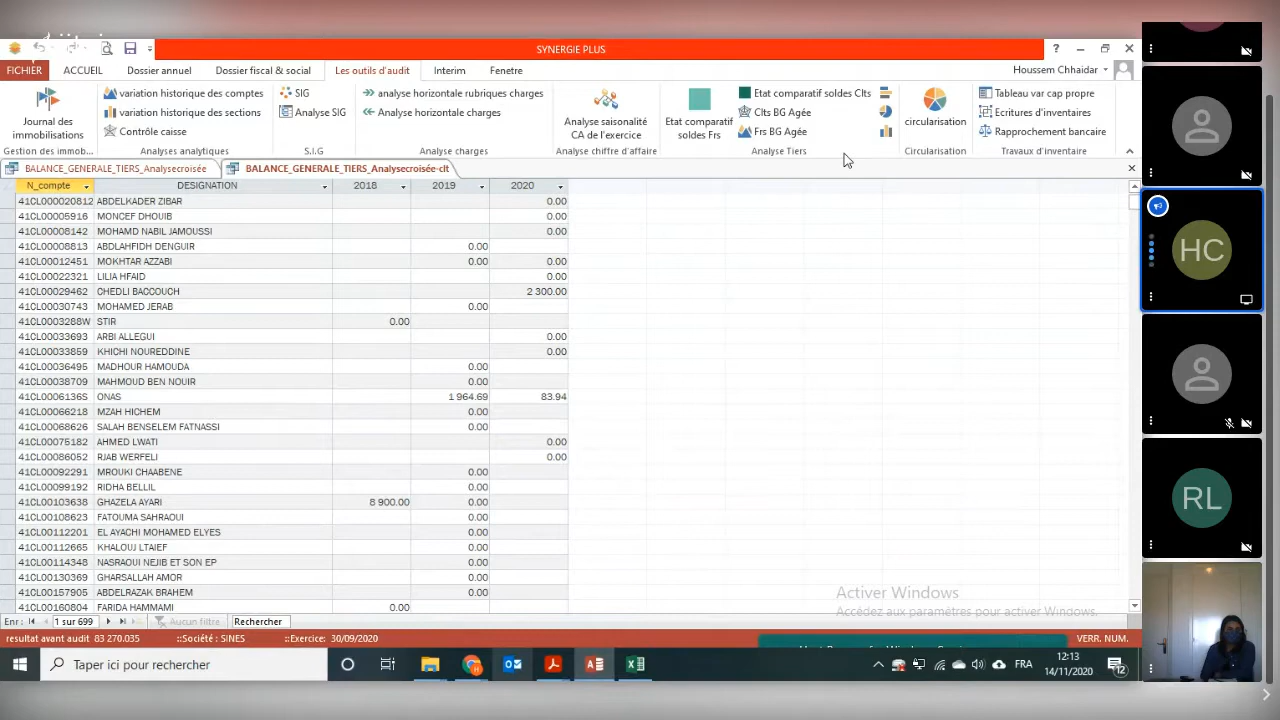 SYNERGIE PLUS
?
FICHIER
ACCUEIL
Dossier annuel
Dossier fiscal & social
Les outils d'audit
Interim
Fenetre
Houssem Chhaidar
Journal des
immobilisations
Gestion des immob...
variation historique des comptes
variation historique des sections
Contrôle caisse
Analyses analytiques
SIG
Analyse SIG
S.I.G
analyse horizontale rubriques charges
Analyse horizontale charges
Analyse charges
Analyse saisonalité
CA de l'exercice
Analyse chiffre d'affaire
Etat comparatif
soldes Frs
Etat comparatif soldes Clts
Clts BG Agée
Frs BG Agée
Analyse Tiers
circularisation
Circularisation
Tableau var cap propre
Ecritures d'inventaire
Rapprochement bancaire
Travaux d'inventaire
BALANCE_GENERALE_TIERS_Analysecroisée
BALANCE_GENERALE_TIERS_Analysecroisée-clt
N_compte DESIGNATION 2018 2019 2020
41CL000020812 ABDELKADER ZIBAR 0.00
41CL00005916 MONCEF DHOUIB 0.00
41CL00008142 MOHAMD NABIL JAMOUSSI 0.00
41CL00008813 ABDLAHFIDH DENGUIR 0.00
41CL00012451 MOKHTAR AZZABI 0.00 0.00
41CL00022321 LILIA HFAID 0.00
41CL00029462 CHEDLI BACCOUCH 2 300.00
41CL00030743 MOHAMED JERAB 0.00
41CL0003288W STIR 0.00
41CL00033693 ARBI ALLEGUI 0.00
41CL00033859 KHICHI NOUREDDINE 0.00
41CL00036495 MADHOUR HAMOUDA 0.00
41CL00038709 MAHMOUD BEN NOUIR 0.00
41CL0006136S ONAS 1 964.69 83.94
41CL00066218 MZAH HICHEM 0.00
41CL00068626 SALAH BENSELEM FATNASSI 0.00
41CL00075182 AHMED LWATI 0.00
41CL00086052 RJAB WERFELI 0.00
41CL00092291 MROUKI CHAABENE 0.00
41CL00099192 RIDHA BELLIL 0.00
41CL00103638 GHAZELA AYARI 8 900.00 0.00
41CL00108623 FATOUMA SAHRAOUI 0.00
41CL00112201 EL AYACHI MOHAMED ELYES 0.00
41CL00112665 KHALOUJ LTAIEF 0.00
41CL00114348 NASRAOUI NEJIB ET SON EP 0.00
41CL00130369 GHARSALLAH AMOR 0.00
41CL00157905 ABDELRAZAK BRAHEM 0.00
41CL00160804 FARIDA HAMMAMI 0.00
Activer Windows
Accédez aux paramètres pour activer Windows.
Enr : 1 sur 699 Aucun filtre Rechercher
resultat avant audit 83 270.035 ::Société : SINES ::Exercice: 30/09/2020 VERR. NUM.
Taper ici pour rechercher
FRA
12:13
14/11/2020
12
HC
RL